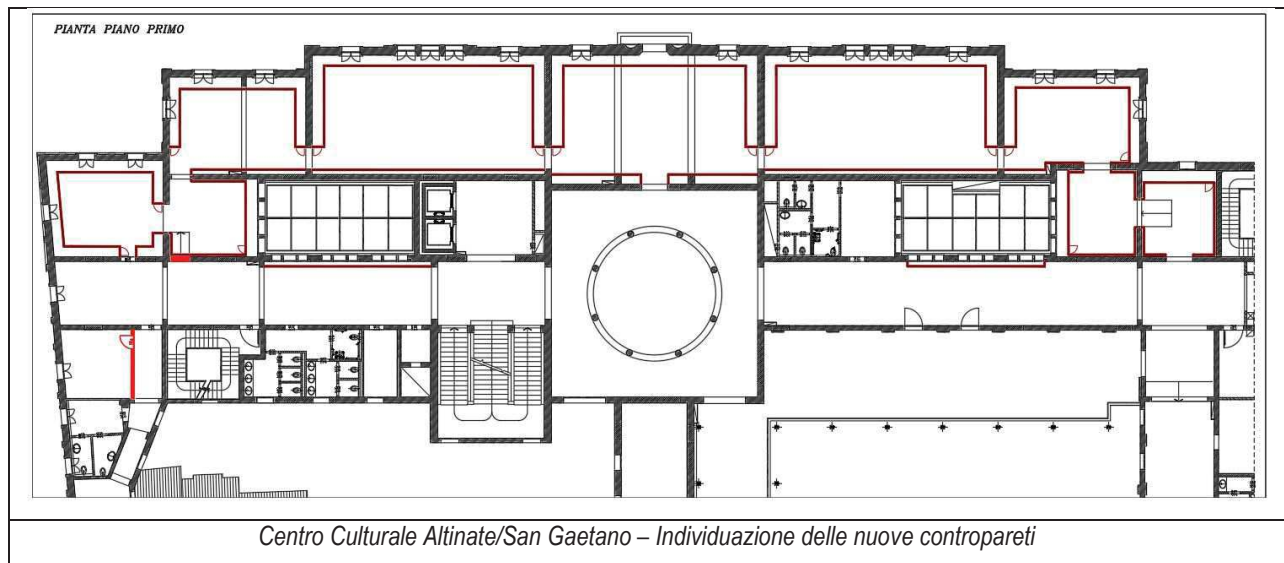 PIANTA PIANO PRIMO
Centro Culturale Altinate/San Gaetano – Individuazione delle nuove contropareti